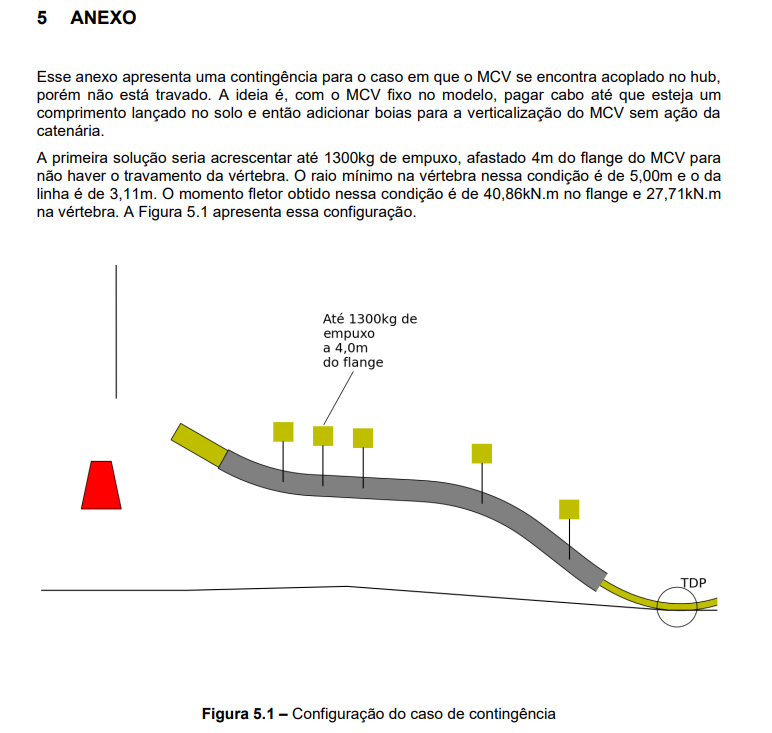 5 ANEXO
Esse anexo apresenta uma contingência para o caso em que o MCV se encontra acoplado no hub,
porém não está travado. A ideia é, com o MCV fixo no modelo, pagar cabo até que esteja um
comprimento lançado no solo e então adicionar boias para a verticalização do MCV sem ação da
catenária.
A primeira solução seria acrescentar até 1300kg de empuxo, afastado 4m do flange do MCV para
não haver o travamento da vértebra. O raio mínimo na vértebra nessa condição é de 5,00m e o da
linha é de 3,11m. O momento fletor obtido nessa condição é de 40,86kN.m no flange e 27,71kN.m
na vértebra. A Figura 5.1 apresenta essa configuração.
Até 1300kg de
empuxo
a 4,0m
do flange
TDP
Figura 5.1 – Configuração do caso de contingência